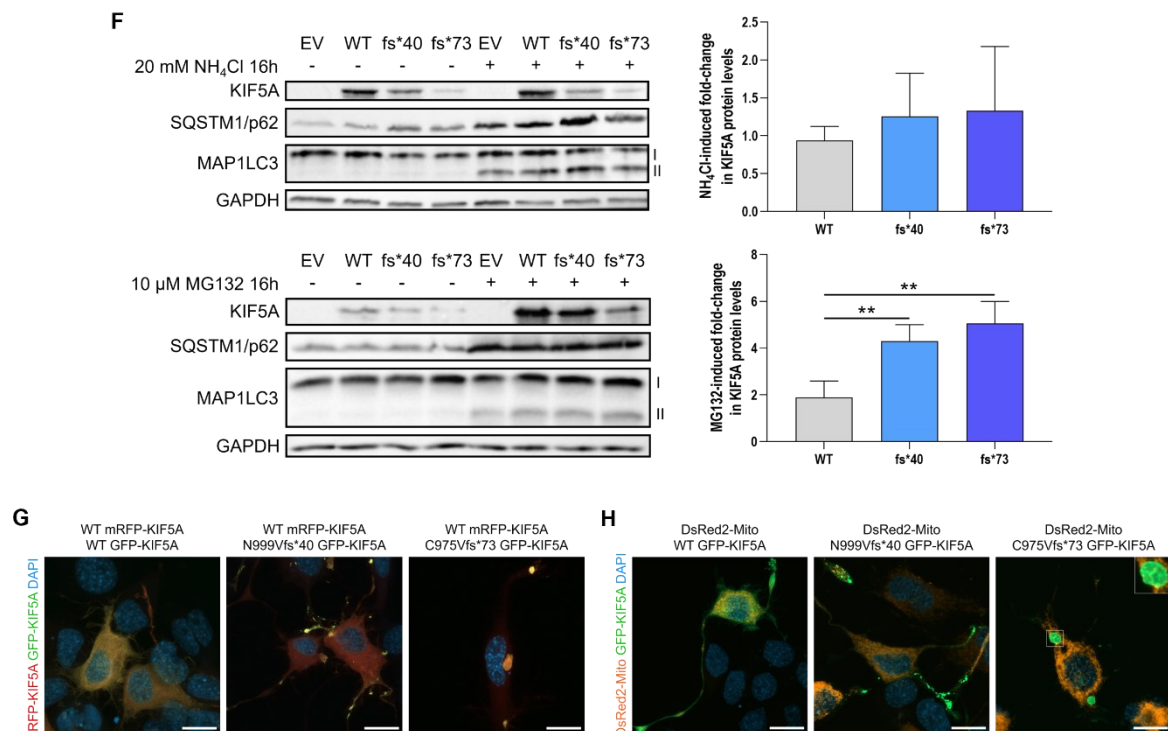 F
EV WT fs*40 fs*73 EV WT fs*40 fs*73
20 mM NH₄Cl 16h - - - - + + + +
KIF5A
SQSTM1/p62
MAP1LC3 I
II
GAPDH
NH₄Cl-induced fold-change
in KIF5A protein levels
2.5
2.0
1.5
1.0
0.5
0.0
WT fs*40 fs*73
EV WT fs*40 fs*73 EV WT fs*40 fs*73
10 µM MG132 16h - - - - + + + +
KIF5A
SQSTM1/p62
MAP1LC3 I
II
GAPDH
MG132-induced fold-change
in KIF5A protein levels
8
6
4
2
0
**
**
WT fs*40 fs*73
G
WT mRFP-KIF5A
WT GFP-KIF5A
WT mRFP-KIF5A
N999Vfs*40 GFP-KIF5A
WT mRFP-KIF5A
C975Vfs*73 GFP-KIF5A
RFP-KIF5A GFP-KIF5A DAPI
H
DsRed2-Mito
WT GFP-KIF5A
DsRed2-Mito
N999Vfs*40 GFP-KIF5A
DsRed2-Mito
C975Vfs*73 GFP-KIF5A
DsRed2-Mito GFP-KIF5A DAPI